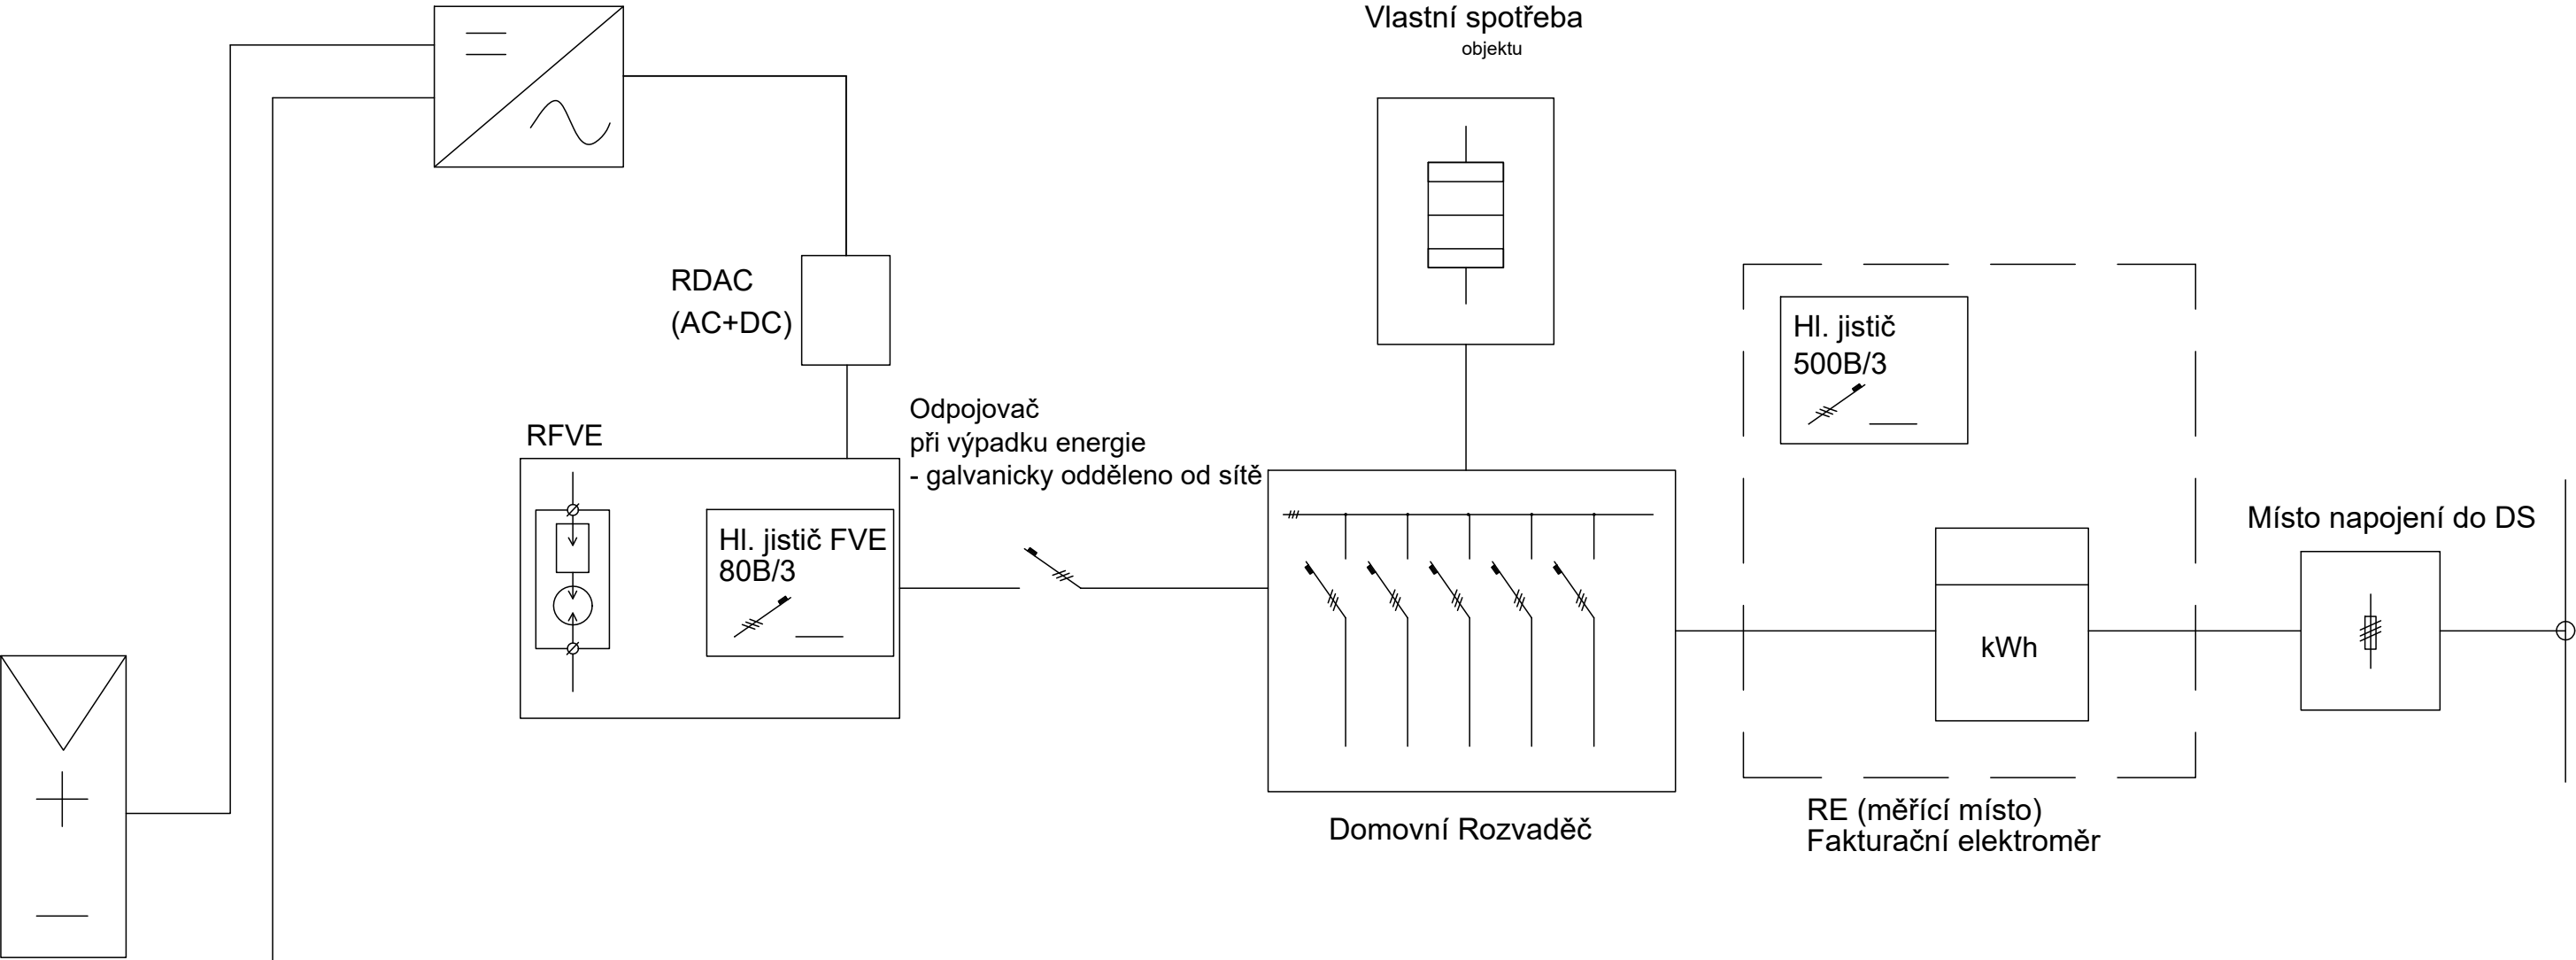 Vlastní spotřeba
objektu
RDAC
(AC+DC)
Hl. jistič
500B/3
Odpojovač
při výpadku energie
- galvanicky odděleno od sítě
RFVE
Hl. jistič FVE
80B/3
Místo napojení do DS
kWh
RE (měřící místo)
Fakturační elektroměr
Domovní Rozvaděč